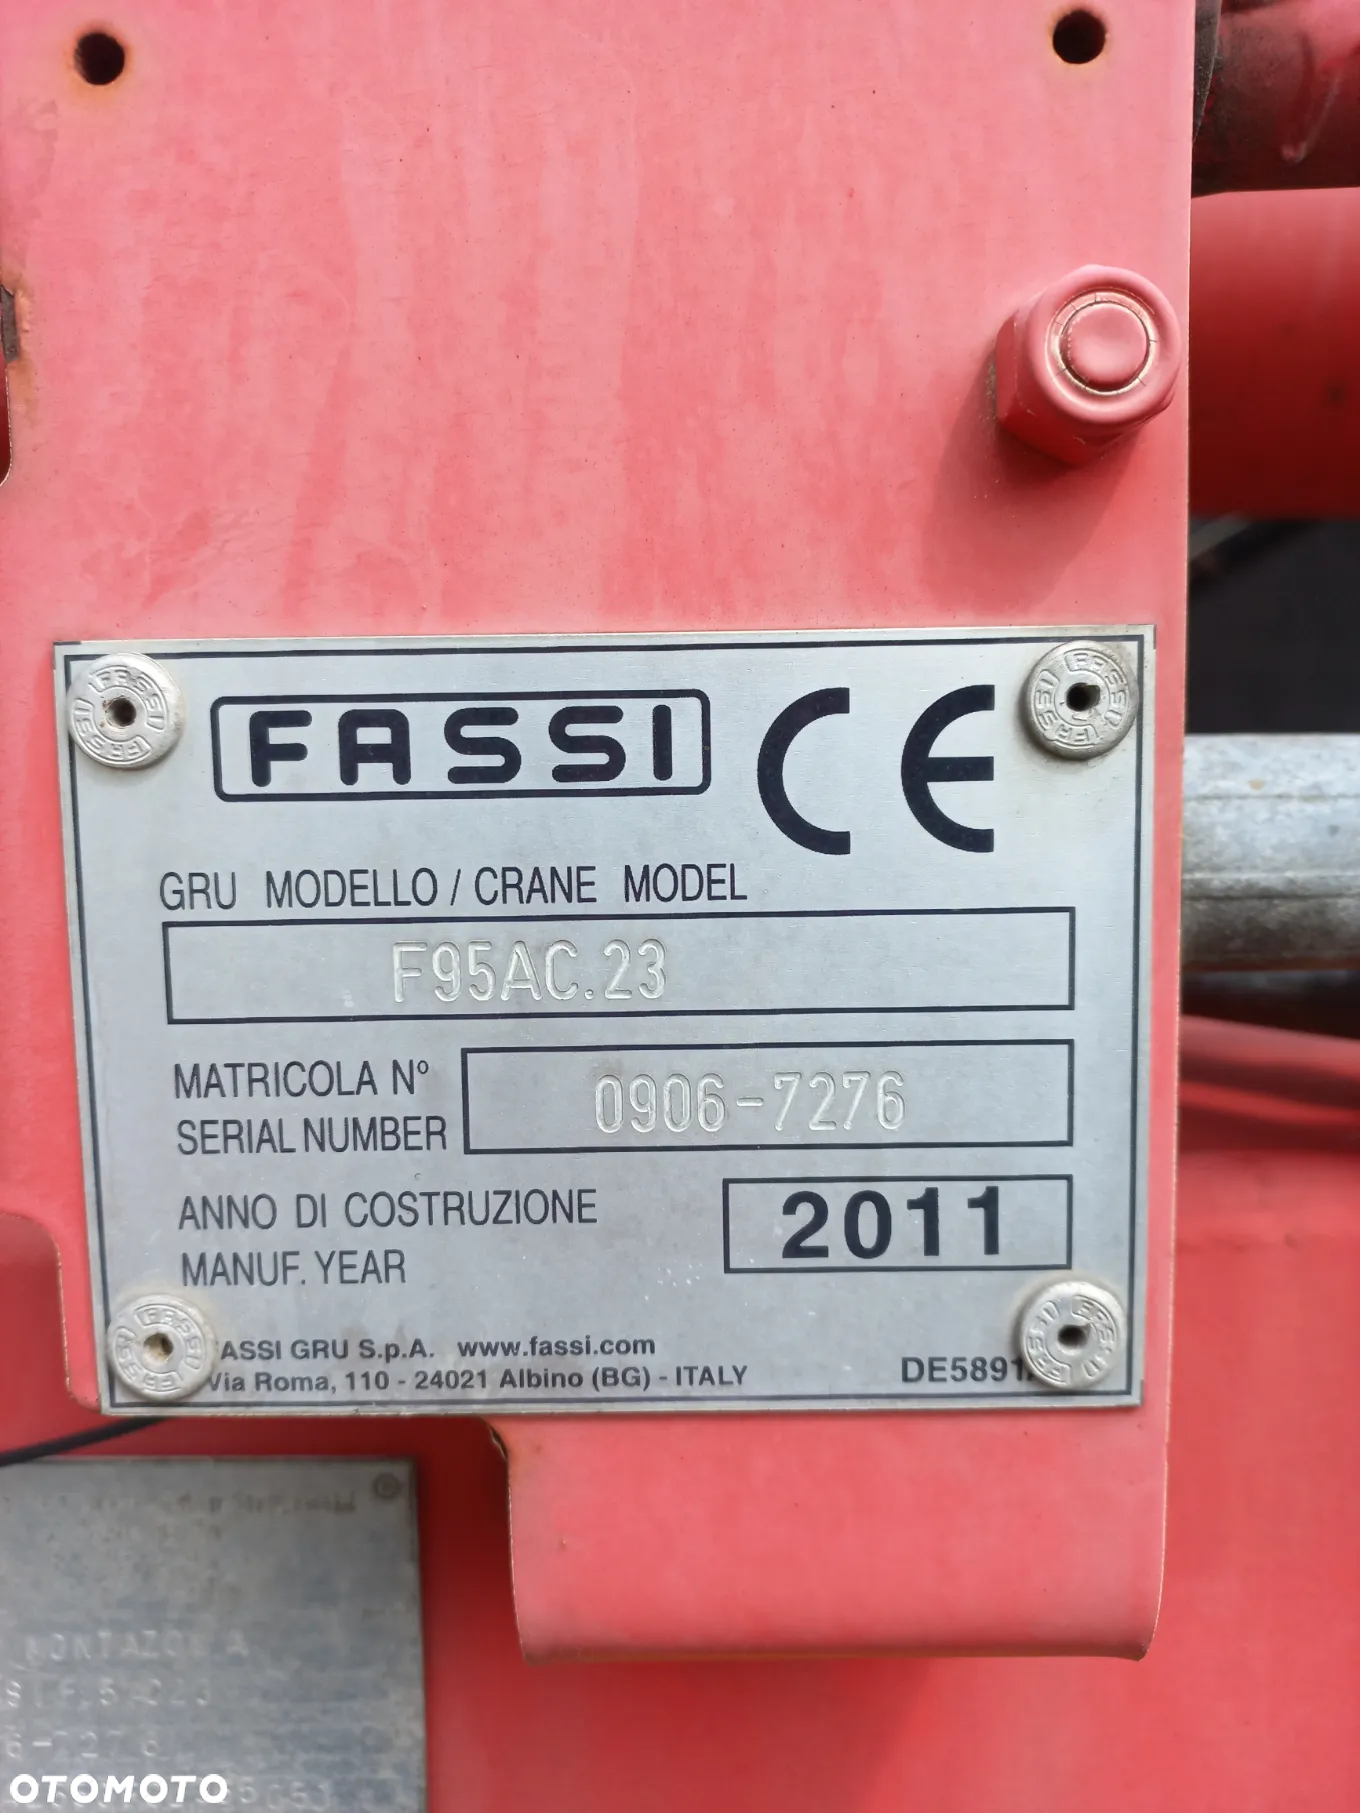 FASSI CE
GRU MODELLO / CRANE MODEL
F95AC.23
MATRICOLA N°
SERIAL NUMBER
0906-7276
ANNO DI COSTRUZIONE
MANUF. YEAR
2011
FASSI GRU S.p.A. www.fassi.com
Via Roma, 110 - 24021 Albino (BG) - ITALY
DE5891
OTOMOTO